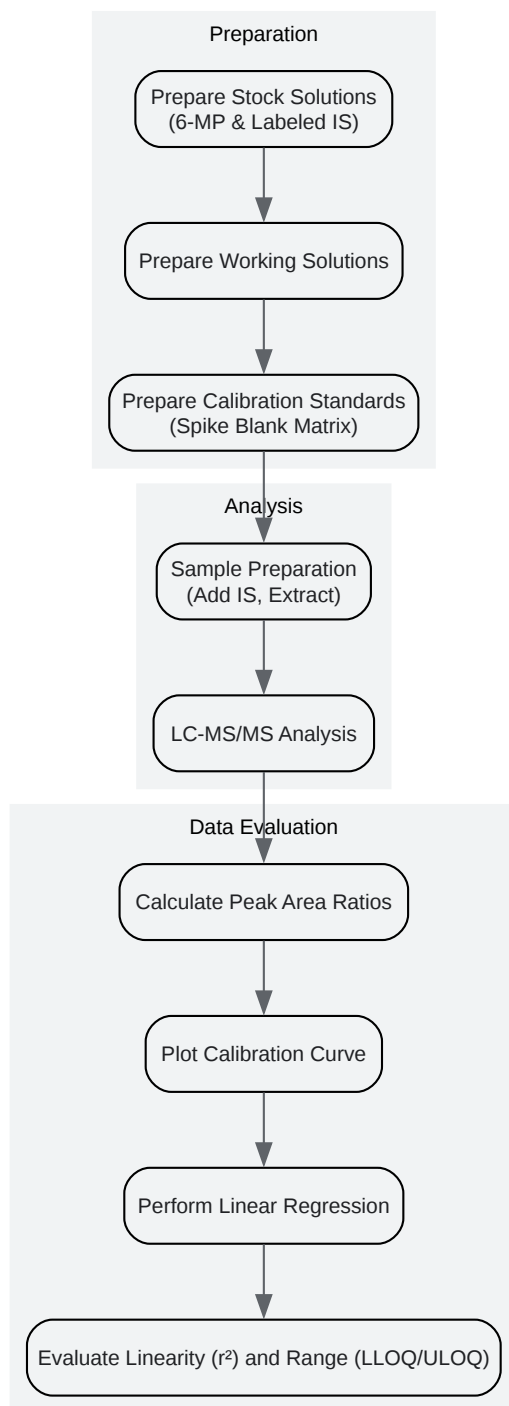 Preparation
Prepare Stock Solutions
(6-MP & Labeled IS)
Prepare Working Solutions
Prepare Calibration Standards
(Spike Blank Matrix)
Analysis
Sample Preparation
(Add IS, Extract)
LC-MS/MS Analysis
Data Evaluation
Calculate Peak Area Ratios
Plot Calibration Curve
Perform Linear Regression
Evaluate Linearity (r²) and Range (LLOQ/ULOQ)